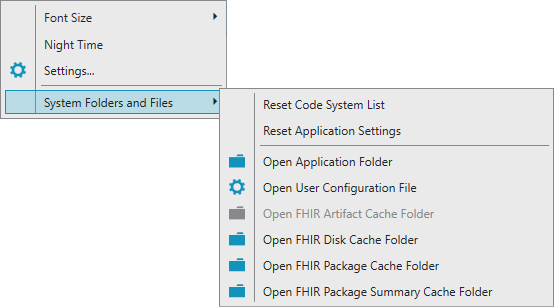 Font Size
Night Time
Settings...
System Folders and Files
Reset Code System List
Reset Application Settings
Open Application Folder
Open User Configuration File
Open FHIR Artifact Cache Folder
Open FHIR Disk Cache Folder
Open FHIR Package Cache Folder
Open FHIR Package Summary Cache Folder